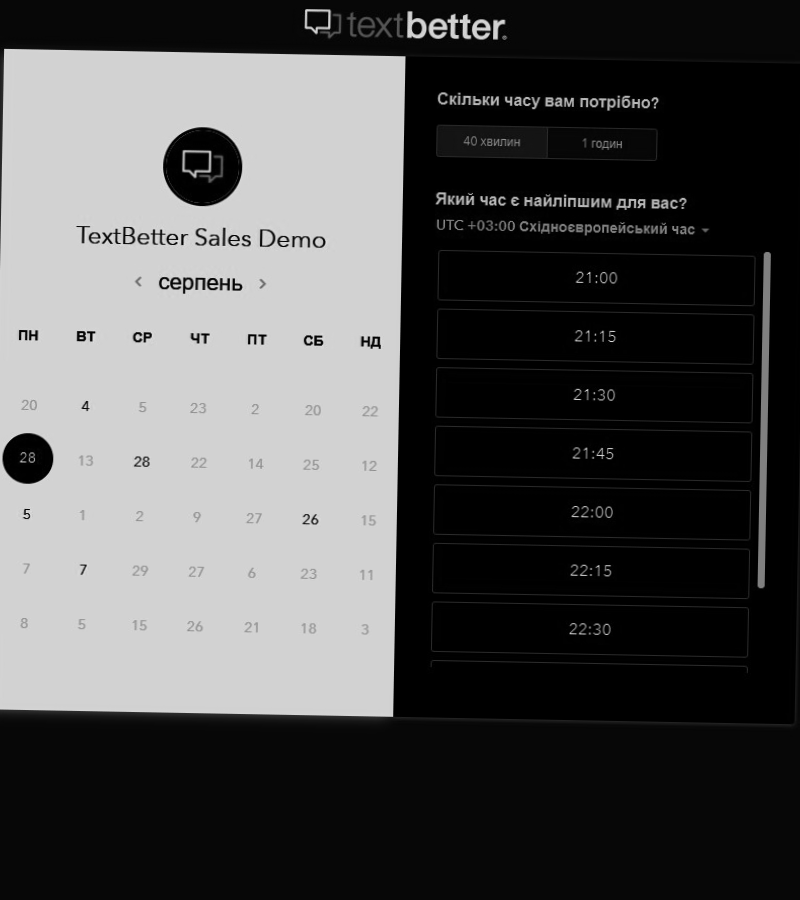 textbetter.
TextBetter Sales Demo
серпень
ПН ВТ СР ЧТ ПТ СБ НД
20 4 5 23 2 20 22
28 13 28 22 14 25 12
5 1 2 9 27 26 15
7 7 29 27 6 23 11
8 5 15 26 21 18 3
Скільки часу вам потрібно?
40 хвилин 1 годин
Який час є найліпшим для вас?
UTC +03:00 Східноєвропейський час
21:00
21:15
21:30
21:45
22:00
22:15
22:30